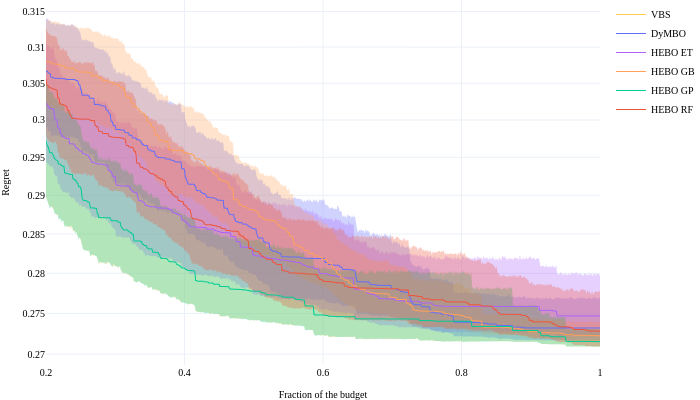 0.315
0.31
0.305
0.3
0.295
0.29
0.285
0.28
0.275
0.27
Regret
0.2
0.4
0.6
0.8
1
Fraction of the budget
VBS
DyMBO
HEBO ET
HEBO GB
HEBO GP
HEBO RF